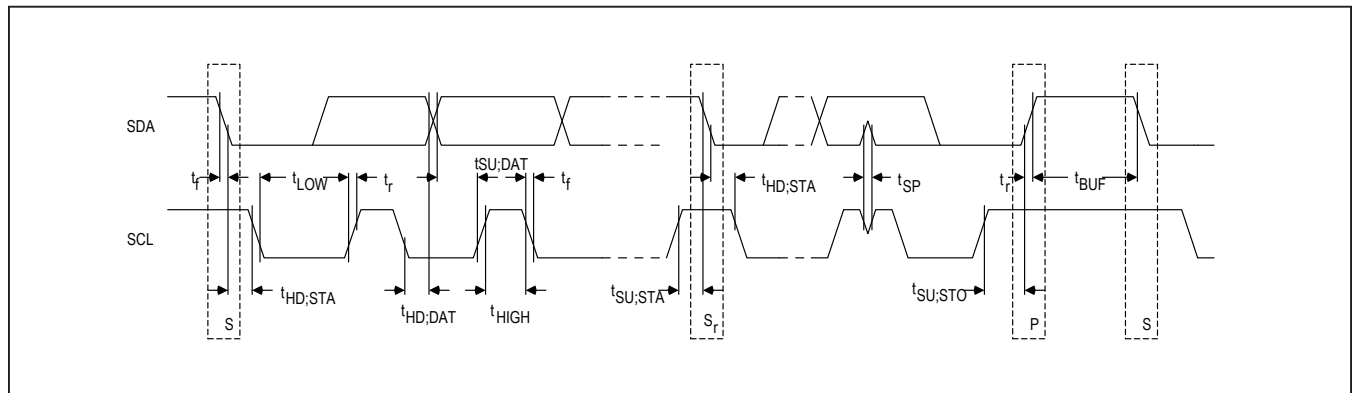 SDA
tf
tLOW
tr
tSU;DAT
tf
tHD;STA
tSP
tr
tBUF
SCL
tHD;STA
tHD;DAT
tHIGH
tSU;STA
tSU;STO
S
Sr
P
S